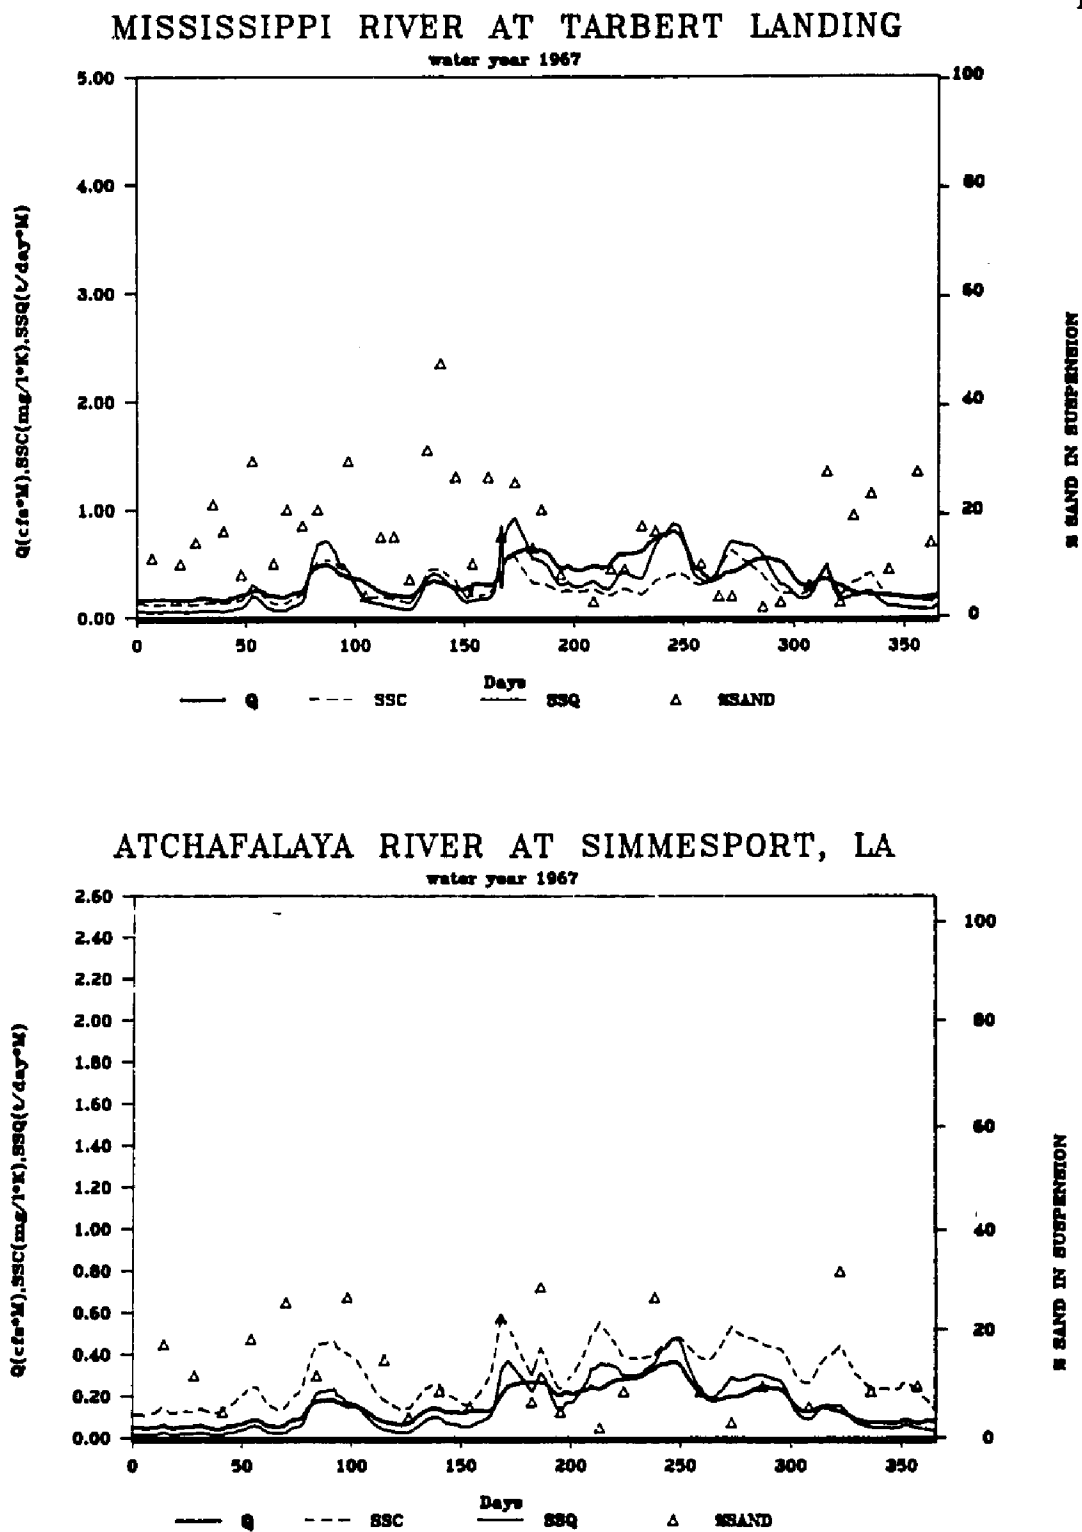 MISSISSIPPI RIVER AT TARBERT LANDING
water year 1967
5.00
4.00
3.00
2.00
1.00
0.00
100
80
60
40
20
0
0 50 100 150 200 250 300 350
Q(cfs*M),SSC(mg/l*K),SSQ(t/day*M)
% SAND IN SUSPENSION
Days
Q SSC SSQ %SAND
ATCHAFALAYA RIVER AT SIMMESPORT, LA
water year 1967
2.60
2.40
2.20
2.00
1.80
1.60
1.40
1.20
1.00
0.80
0.60
0.40
0.20
0.00
100
80
60
40
20
0
0 50 100 150 200 250 300 350
Q(cfs*M),SSC(mg/l*K),SSQ(t/day*M)
% SAND IN SUSPENSION
Days
Q SSC SSQ %SAND